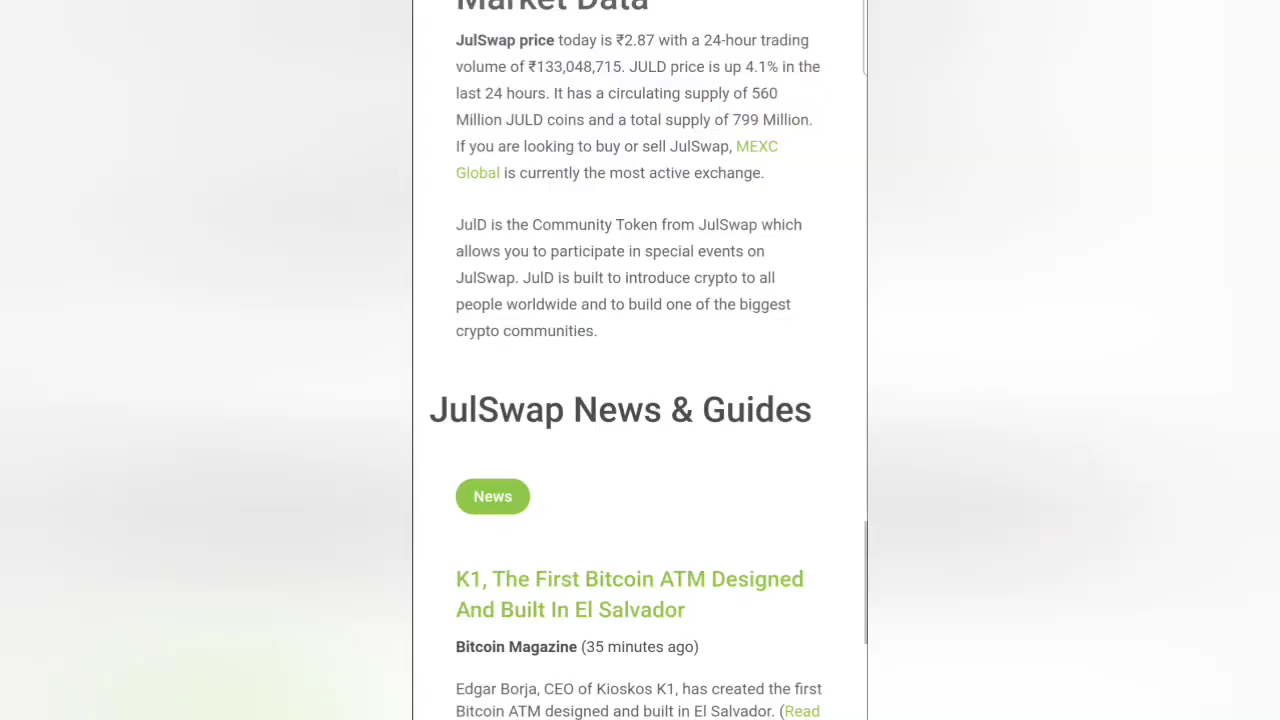 Market Data
JulSwap price today is ₹2.87 with a 24-hour trading
volume of ₹133,048,715. JULD price is up 4.1% in the
last 24 hours. It has a circulating supply of 560
Million JULD coins and a total supply of 799 Million.
If you are looking to buy or sell JulSwap, MEXC
Global is currently the most active exchange.
JulD is the Community Token from JulSwap which
allows you to participate in special events on
JulSwap. JulD is built to introduce crypto to all
people worldwide and to build one of the biggest
crypto communities.
JulSwap News & Guides
News
K1, The First Bitcoin ATM Designed
And Built In El Salvador
Bitcoin Magazine (35 minutes ago)
Edgar Borja, CEO of Kioskos K1, has created the first
Bitcoin ATM designed and built in El Salvador. (Read